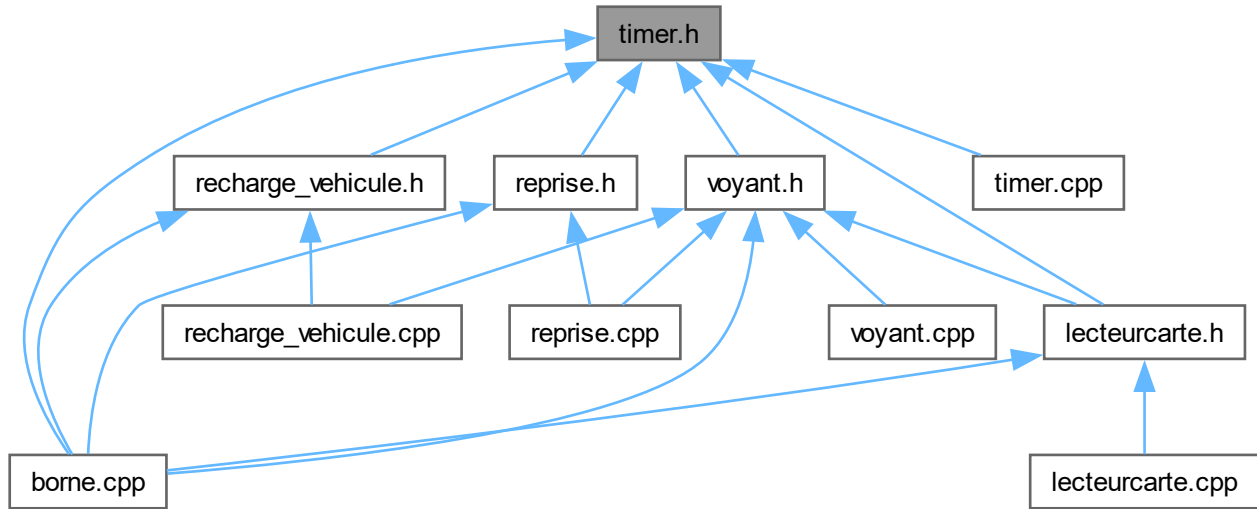 timer.h
recharge_vehicule.h
reprise.h
voyant.h
timer.cpp
recharge_vehicule.cpp
reprise.cpp
voyant.cpp
lecteurcarte.h
borne.cpp
lecteurcarte.cpp